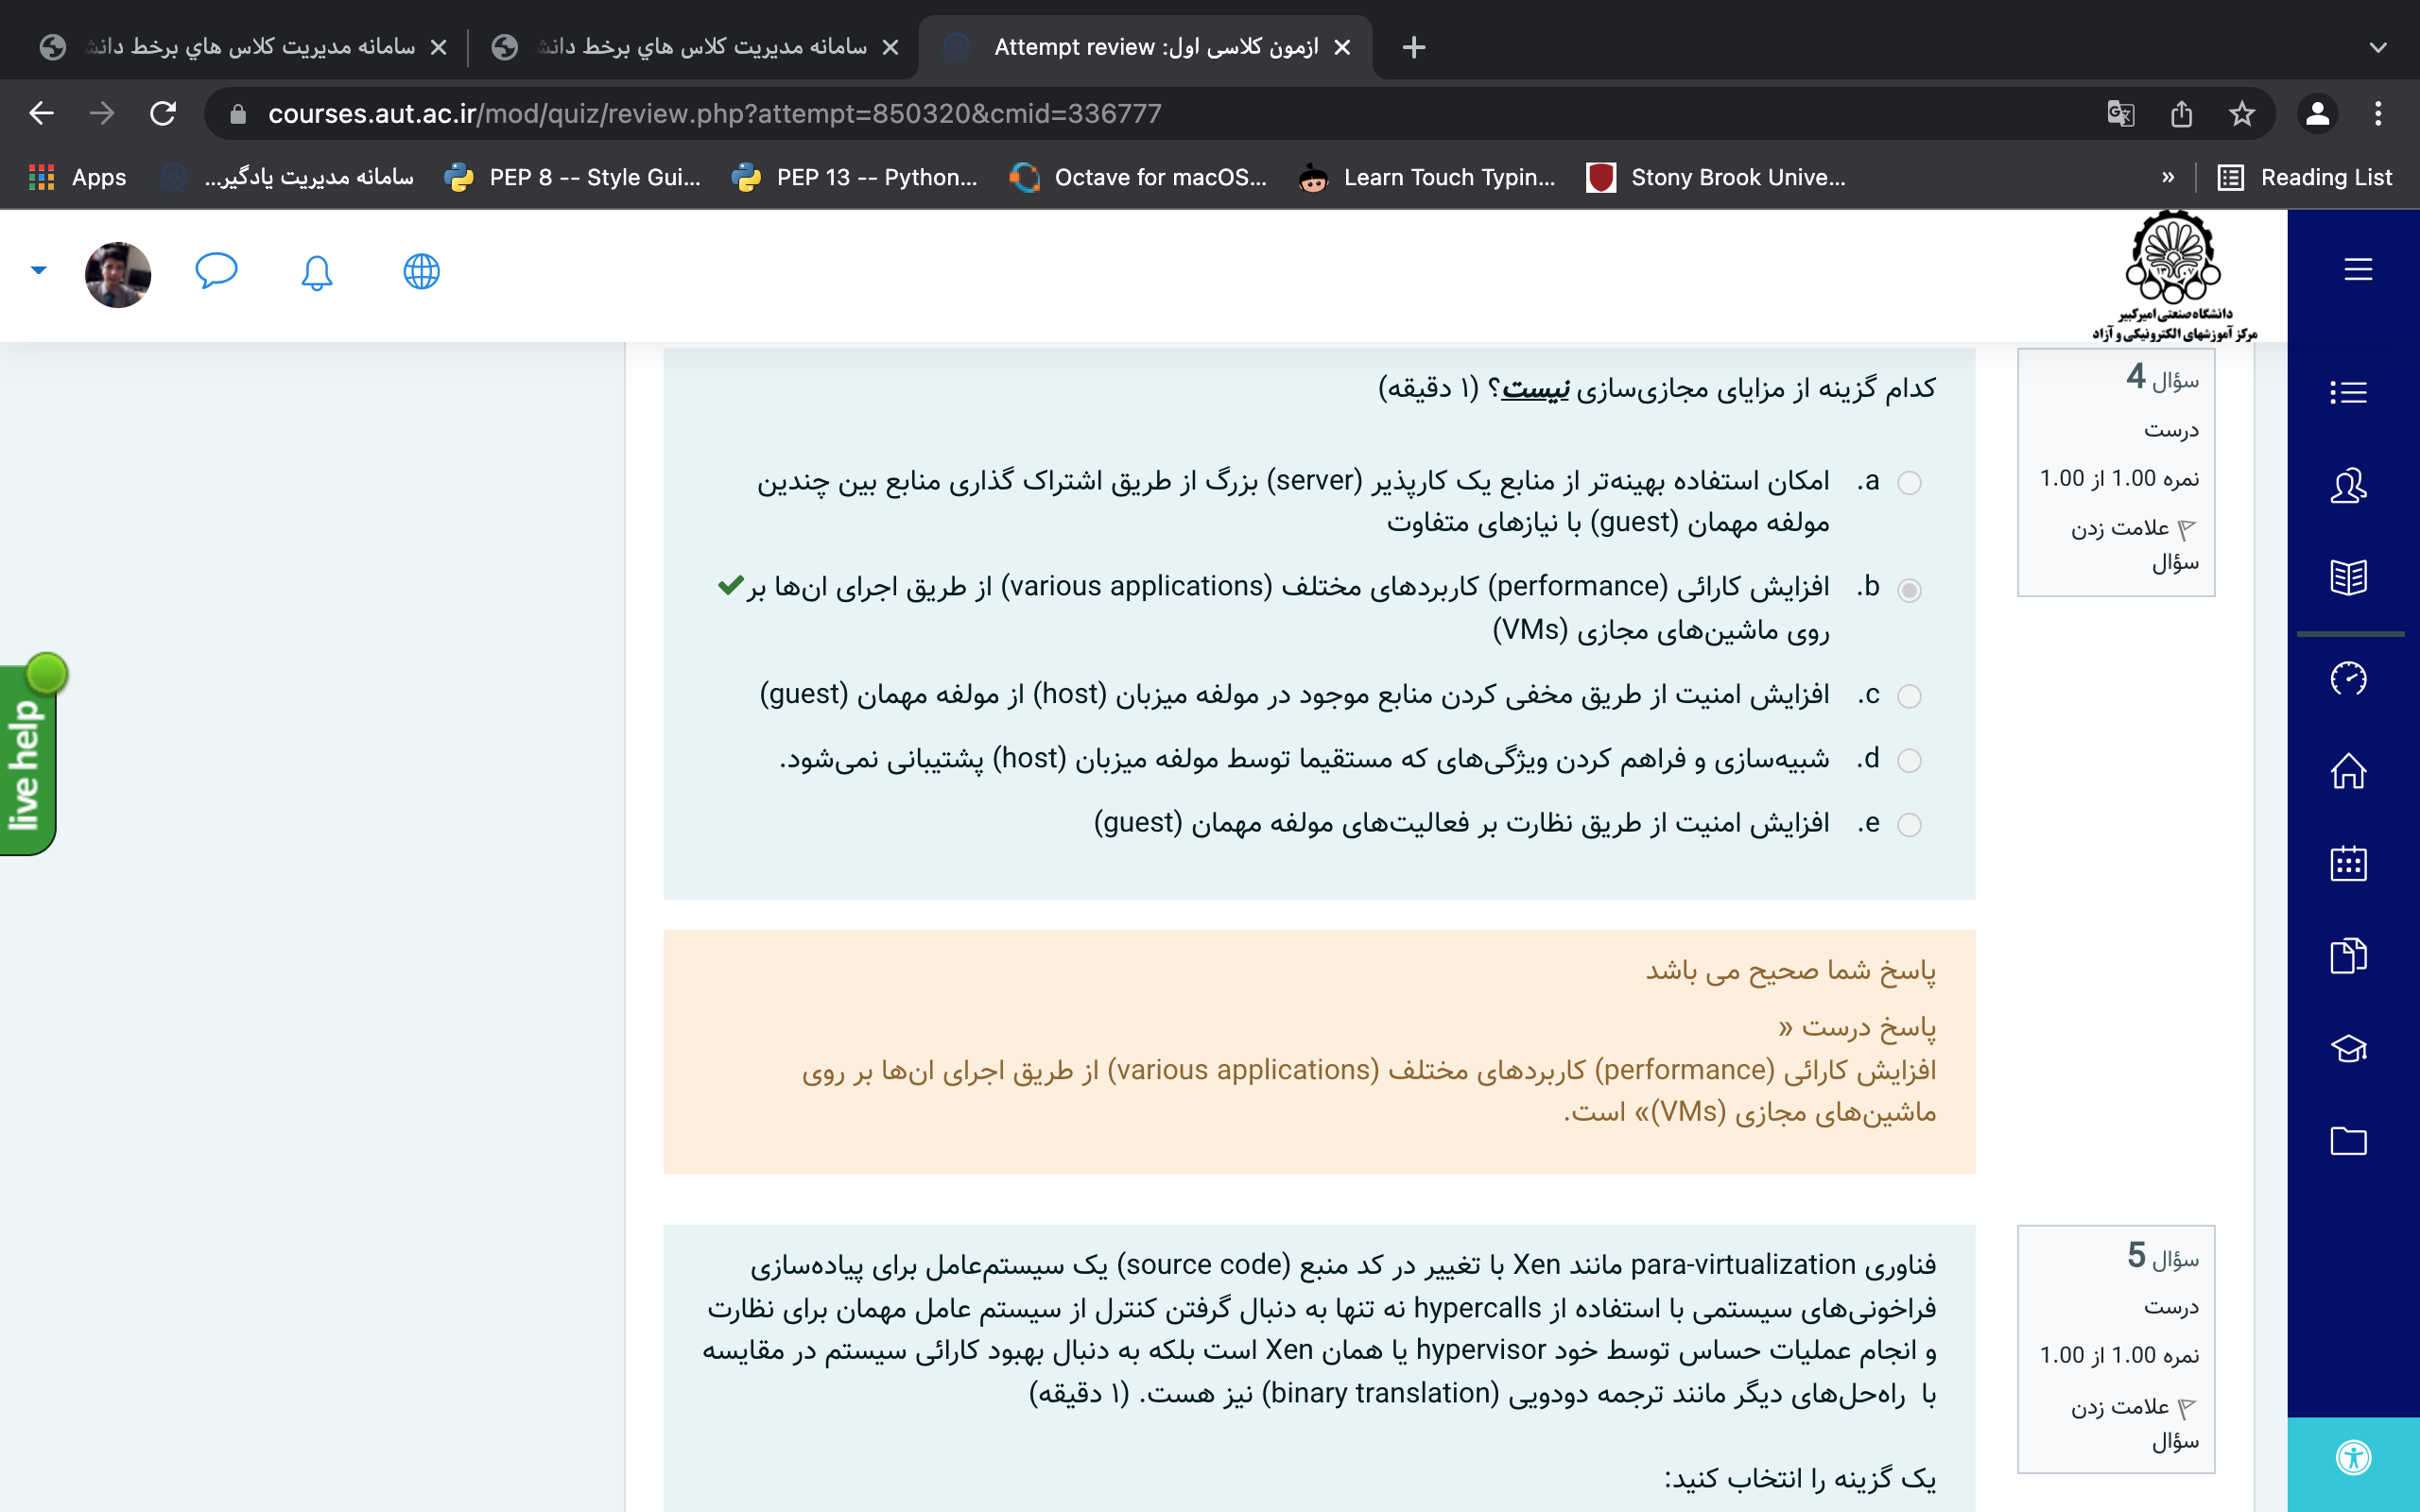 سامانه مدیریت کلاس هاي برخط دانش
سامانه مدیریت کلاس هاي برخط دانش
Attempt review :ازمون کلاسی اول
courses.aut.ac.ir/mod/quiz/review.php?attempt=850320&cmid=336777
Apps
سامانه مدیریت یادگیر...
PEP 8 -- Style Gui...
PEP 13 -- Python...
Octave for macOS...
Learn Touch Typin...
Stony Brook Unive...
»
Reading List
۱۳۰۷
دانشگاه صنعتی امیرکبیر
مرکز آموزشهای الکترونیکی و آزاد
سؤال 4
درست
نمره 1.00 از 1.00
علامت زدن
سؤال
کدام گزینه از مزایای مجازی‌سازی نیست؟ (۱ دقیقه)
a. امکان استفاده بهینه‌تر از منابع یک کارپذیر (server) بزرگ از طریق اشتراک گذاری منابع بین چندین
مولفه مهمان (guest) با نیازهای متفاوت
b. افزایش کارائی (performance) کاربردهای مختلف (various applications) از طریق اجرای ان‌ها بر
روی ماشین‌های مجازی (VMs)
c. افزایش امنیت از طریق مخفی کردن منابع موجود در مولفه میزبان (host) از مولفه مهمان (guest)
d. شبیه‌سازی و فراهم کردن ویژگی‌های که مستقیما توسط مولفه میزبان (host) پشتیبانی نمی‌شود.
e. افزایش امنیت از طریق نظارت بر فعالیت‌های مولفه مهمان (guest)
live help
پاسخ شما صحیح می باشد
پاسخ درست «
افزایش کارائی (performance) کاربردهای مختلف (various applications) از طریق اجرای ان‌ها بر روی
ماشین‌های مجازی (VMs)» است.
سؤال 5
درست
نمره 1.00 از 1.00
علامت زدن
سؤال
فناوری para-virtualization مانند Xen با تغییر در کد منبع (source code) یک سیستم‌عامل برای پیاده‌سازی
فراخونی‌های سیستمی با استفاده از hypercalls نه تنها به دنبال گرفتن کنترل از سیستم عامل مهمان برای نظارت
و انجام عملیات حساس توسط خود hypervisor یا همان Xen است بلکه به دنبال بهبود کارائی سیستم در مقایسه
با راه‌حل‌های دیگر مانند ترجمه دودویی (binary translation) نیز هست. (۱ دقیقه)
یک گزینه را انتخاب کنید: